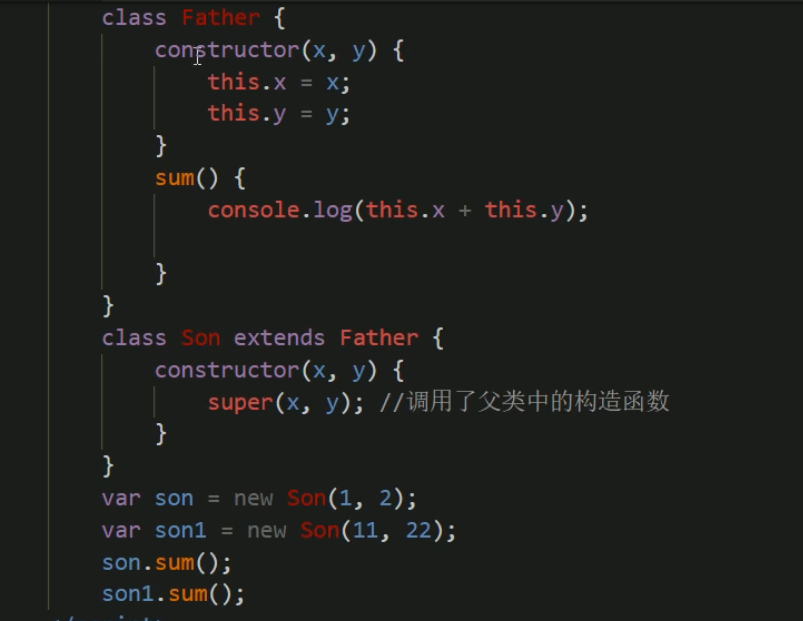 class Father {
constructor(x, y) {
this.x = x;
this.y = y;
}
sum() {
console.log(this.x + this.y);
}
}
class Son extends Father {
constructor(x, y) {
super(x, y); //调用了父类中的构造函数
}
}
var son = new Son(1, 2);
var son1 = new Son(11, 22);
son.sum();
son1.sum();